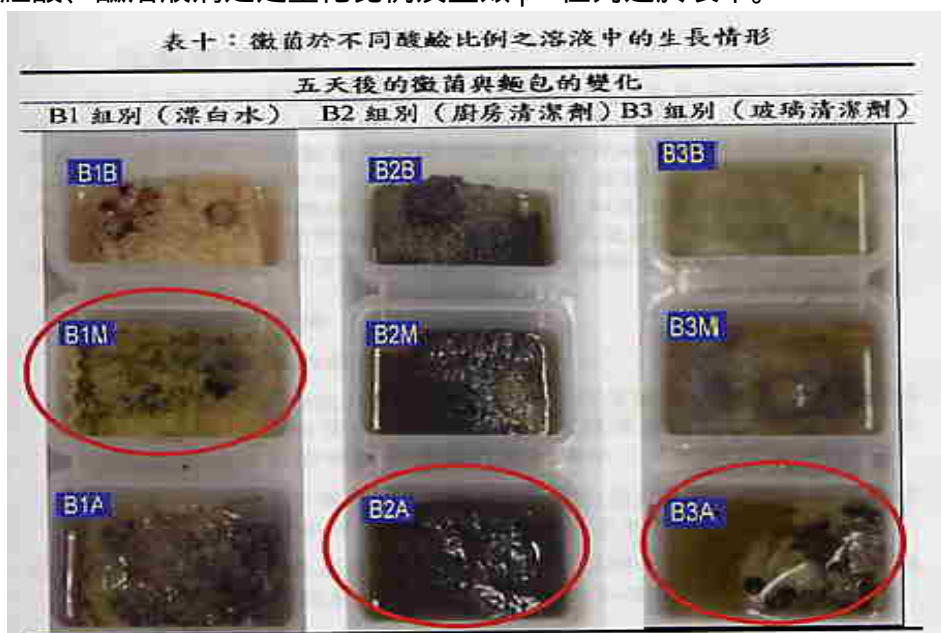 表十：黴菌於不同酸鹼比例之溶液中的生長情形
五天後的黴菌與麵包的變化
B1 組別（漂白水） B2 組別（廚房清潔劑） B3 組別（玻璃清潔劑）
B1B B2B B3B
B1M B2M B3M
B1A B2A B3A